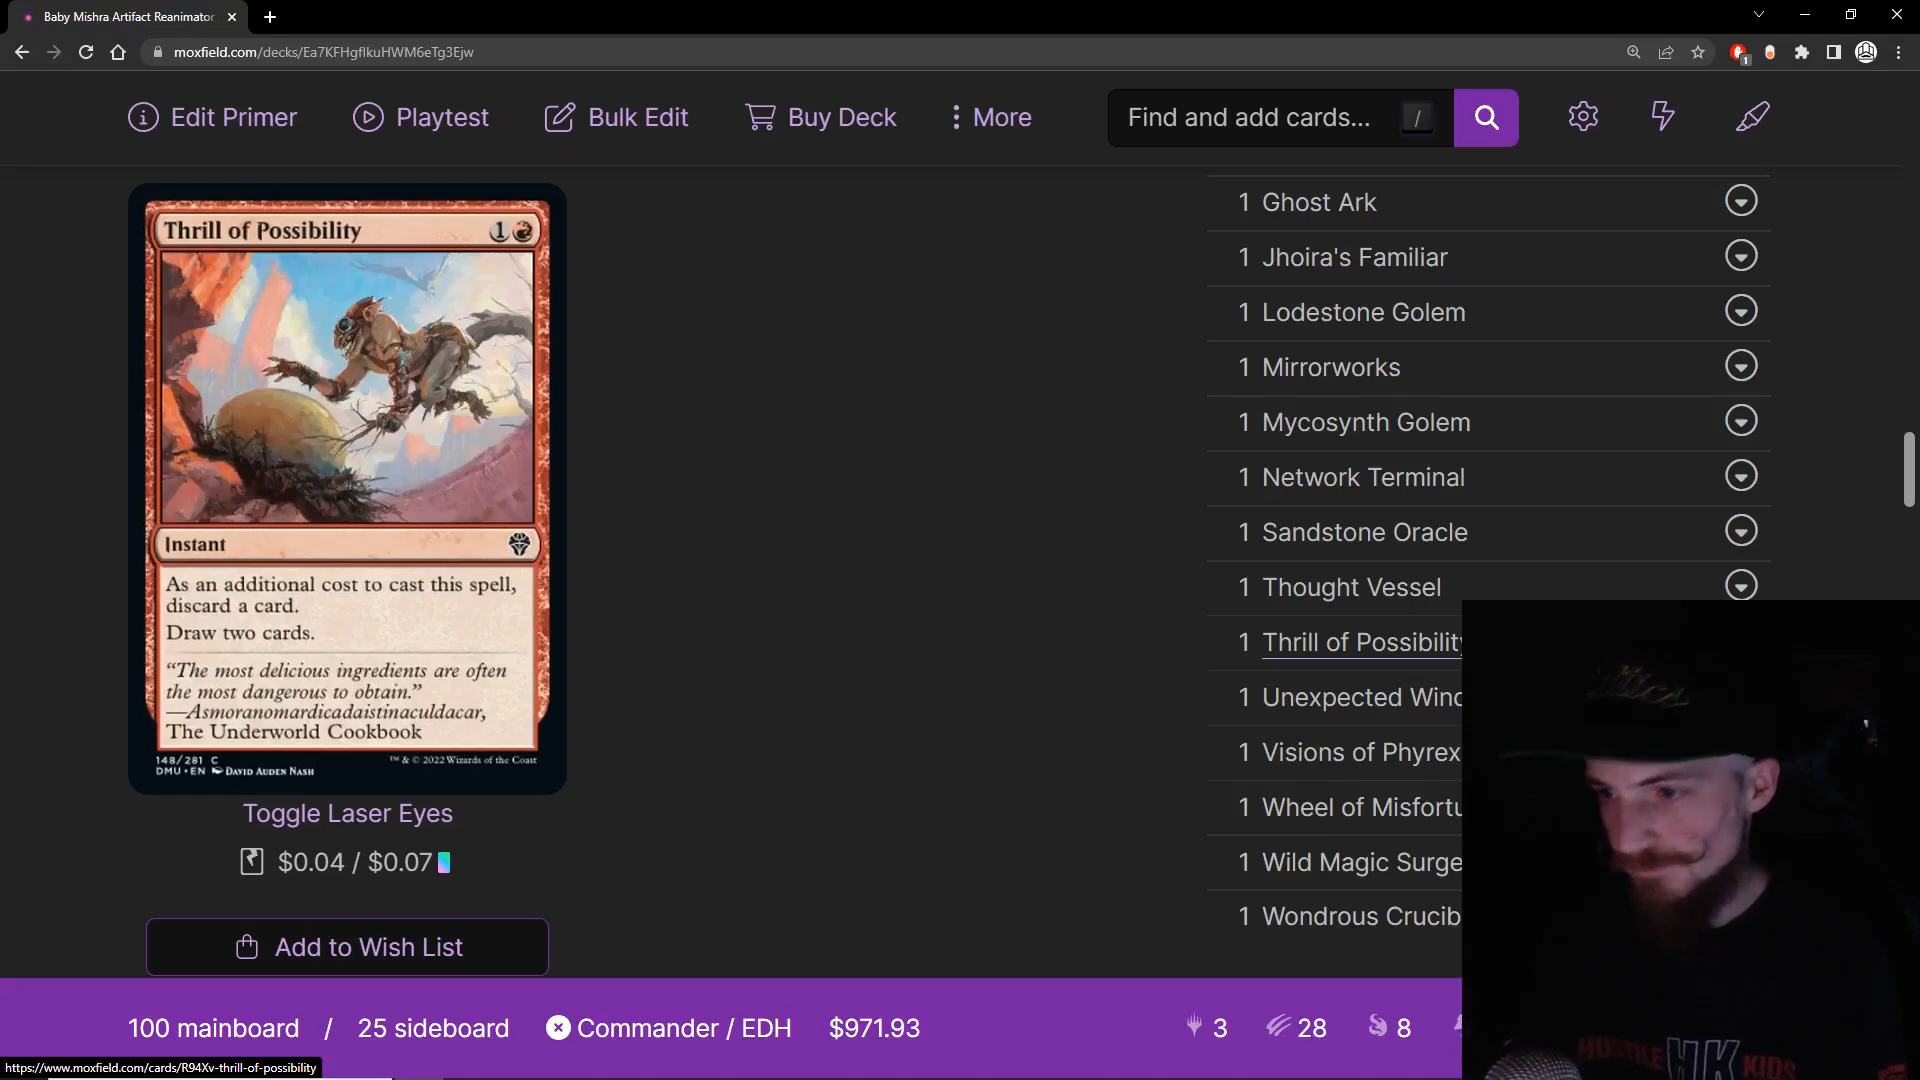 Baby Mishra Artifact Reanimator
moxfield.com/decks/Ea7KFHgflkuHWM6eTg3Ejw
1
Edit Primer
Playtest
Bulk Edit
Buy Deck
More
Find and add cards...
/
Thrill of Possibility
1
Instant
As an additional cost to cast this spell,
discard a card.
Draw two cards.
“The most delicious ingredients are often
the most dangerous to obtain.”
—Asmoranomardicadaistinaculdacar,
The Underworld Cookbook
148/281 C
DMU • EN DAVID AUDEN NASH
™ & © 2022 Wizards of the Coast
Toggle Laser Eyes
$0.04 / $0.07
Add to Wish List
1 Ghost Ark
1 Jhoira's Familiar
1 Lodestone Golem
1 Mirrorworks
1 Mycosynth Golem
1 Network Terminal
1 Sandstone Oracle
1 Thought Vessel
1 Thrill of Possibility
1 Unexpected Wind
1 Visions of Phyrex
1 Wheel of Misfortu
1 Wild Magic Surge
1 Wondrous Crucib
100 mainboard / 25 sideboard
Commander / EDH
$971.93
3
28
8
https://www.moxfield.com/cards/R94Xv-thrill-of-possibility
HUSTLE HK KIDS